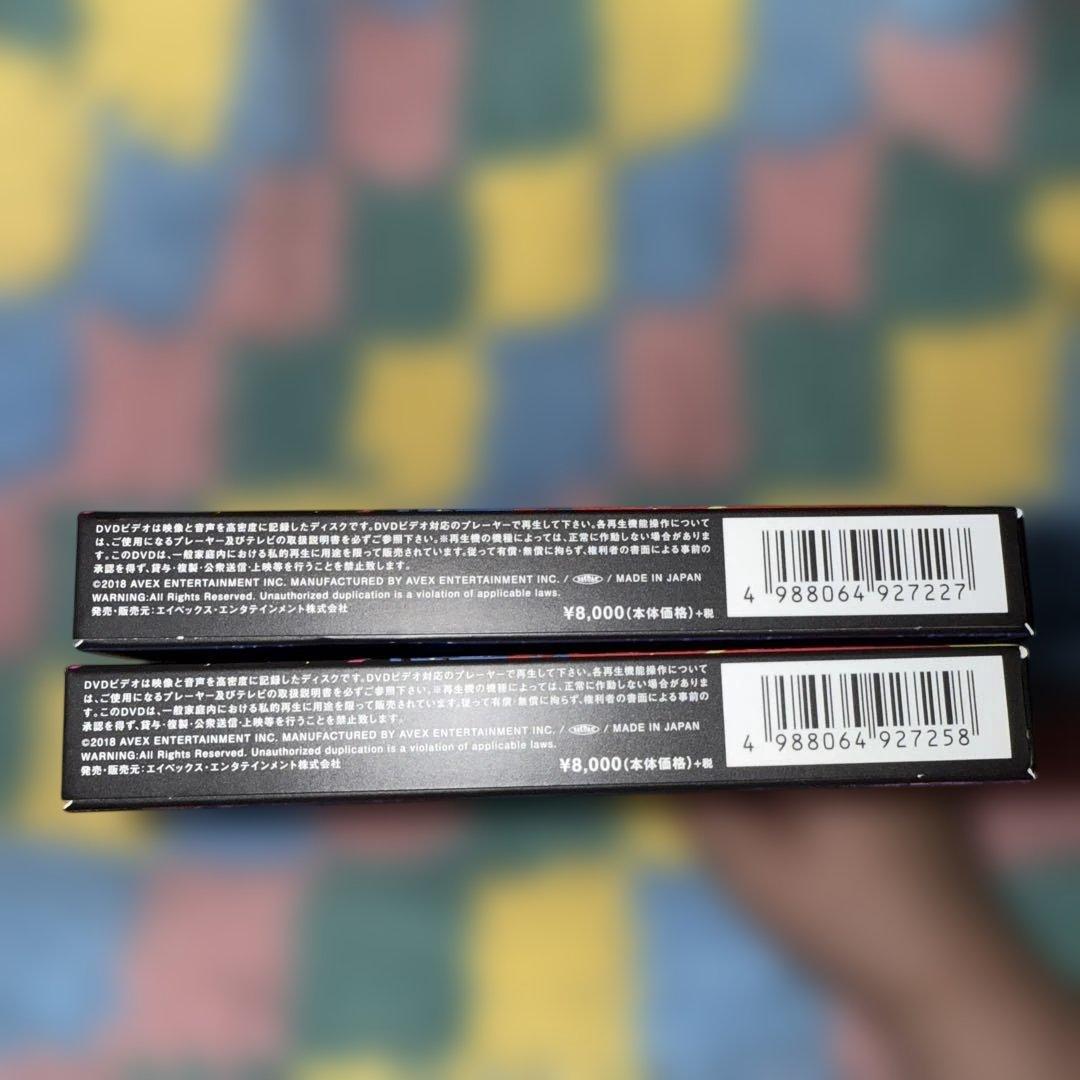 DVDビデオは映像と音声を高密度に記録したディスクです。DVDビデオ対応のプレーヤーで再生して下さい。各再生機能操作について
は、ご使用になるプレーヤー及びテレビの取扱説明書を必ずご参照下さい。※再生機の機種によっては、正常に作動しない場合がありま
す。このDVDは、一般家庭内における私的再生に用途を限って販売されています。従って有償・無償に拘らず、権利者の書面による事前の
承認を得ず、貸与・複製・公衆送信・上映等を行うことを禁止致します。
©2018 AVEX ENTERTAINMENT INC. MANUFACTURED BY AVEX ENTERTAINMENT INC. / / MADE IN JAPAN
WARNING:All Rights Reserved. Unauthorized duplication is a violation of applicable laws.
発売・販売元:エイベックス・エンタテインメント株式会社
¥8,000(本体価格)+税
4 988064 927227
DVDビデオは映像と音声を高密度に記録したディスクです。DVDビデオ対応のプレーヤーで再生して下さい。各再生機能操作について
は、ご使用になるプレーヤー及びテレビの取扱説明書を必ずご参照下さい。※再生機の機種によっては、正常に作動しない場合がありま
す。このDVDは、一般家庭内における私的再生に用途を限って販売されています。従って有償・無償に拘らず、権利者の書面による事前の
承認を得ず、貸与・複製・公衆送信・上映等を行うことを禁止致します。
©2018 AVEX ENTERTAINMENT INC. MANUFACTURED BY AVEX ENTERTAINMENT INC. / / MADE IN JAPAN
WARNING:All Rights Reserved. Unauthorized duplication is a violation of applicable laws.
発売・販売元:エイベックス・エンタテインメント株式会社
¥8,000(本体価格)+税
4 988064 927258